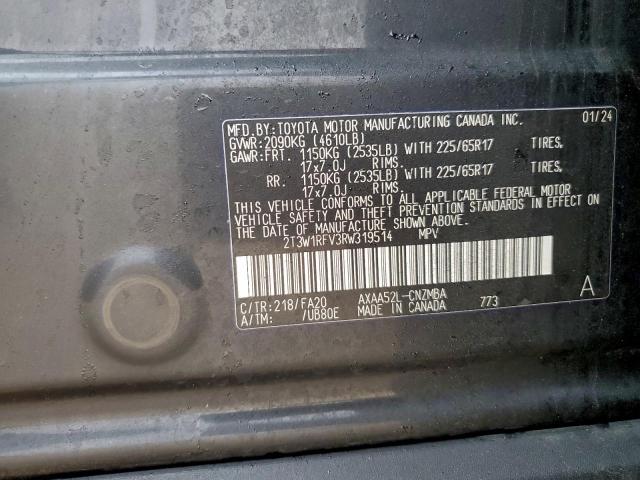 MFD.BY:TOYOTA MOTOR MANUFACTURING CANADA INC. 01/24
GVWR:2090KG (4610LB)
GAWR:FRT. 1150KG (2535LB) WITH 225/65R17 TIRES.
17x7.0J RIMS.
RR. 1150KG (2535LB) WITH 225/65R17 TIRES.
17x7.0J RIMS.
THIS VEHICLE CONFORMS TO ALL APPLICABLE FEDERAL MOTOR
VEHICLE SAFETY AND THEFT PREVENTION STANDARDS IN EFFECT ON
THE DATE OF MANUFACTURE SHOWN ABOVE.
2T3W1RFV3RW319514 MPV
C/TR:218/FA20 AXAA52L-CNZMBA A
A/TM: /UB80E MADE IN CANADA 773